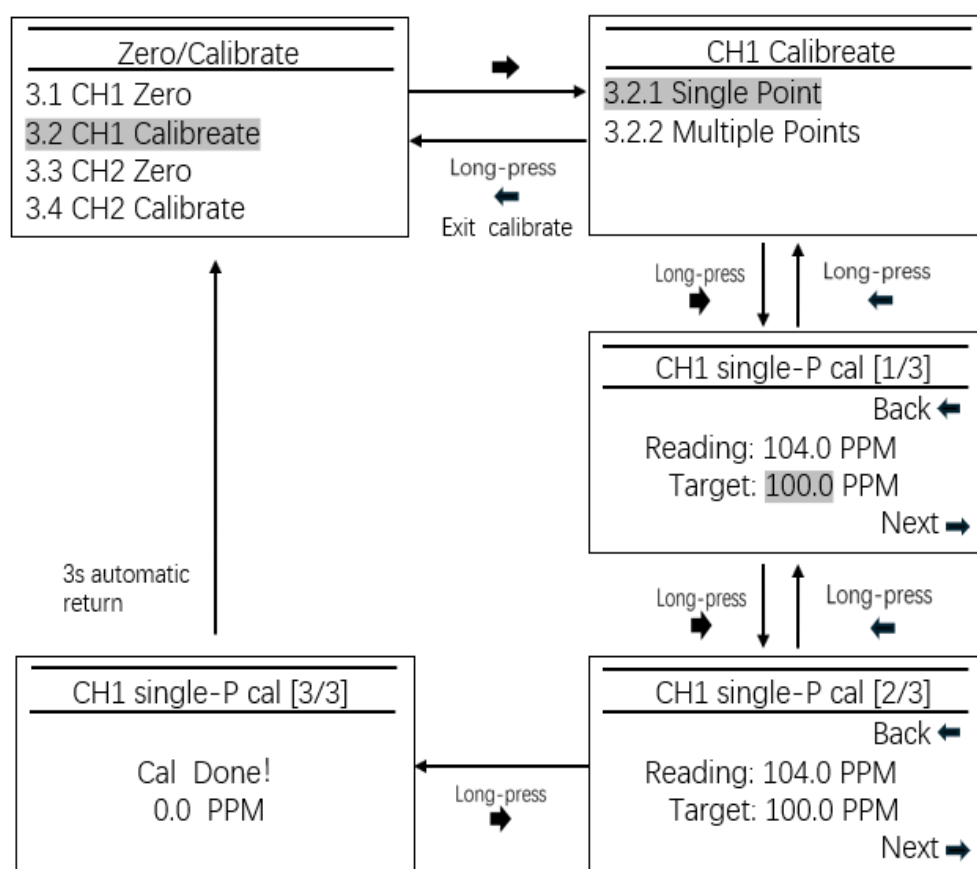 Zero/Calibrate
3.1 CH1 Zero
3.2 CH1 Calibreate
3.3 CH2 Zero
3.4 CH2 Calibrate
Long-press
Exit calibrate
CH1 Calibreate
3.2.1 Single Point
3.2.2 Multiple Points
Long-press
Long-press
CH1 single-P cal [1/3]
Back
Reading: 104.0 PPM
Target: 100.0 PPM
Next
Long-press
Long-press
CH1 single-P cal [2/3]
Back
Reading: 104.0 PPM
Target: 100.0 PPM
Next
Long-press
CH1 single-P cal [3/3]
Cal Done!
0.0 PPM
3s automatic
return